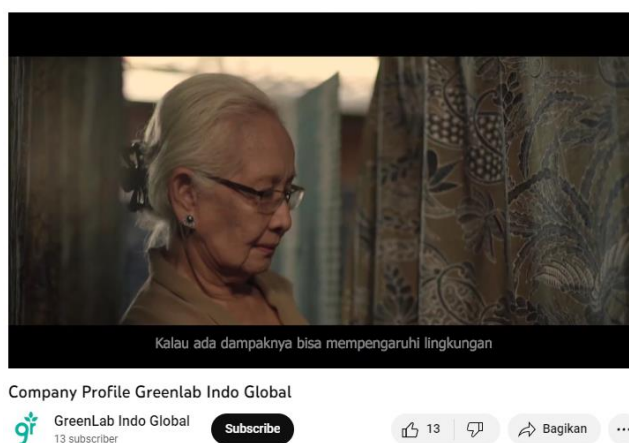 Kalau ada dampaknya bisa mempengaruhi lingkungan
Company Profile Greenlab Indo Global
gr
GreenLab Indo Global
13 subscriber
Subscribe
13
Bagikan